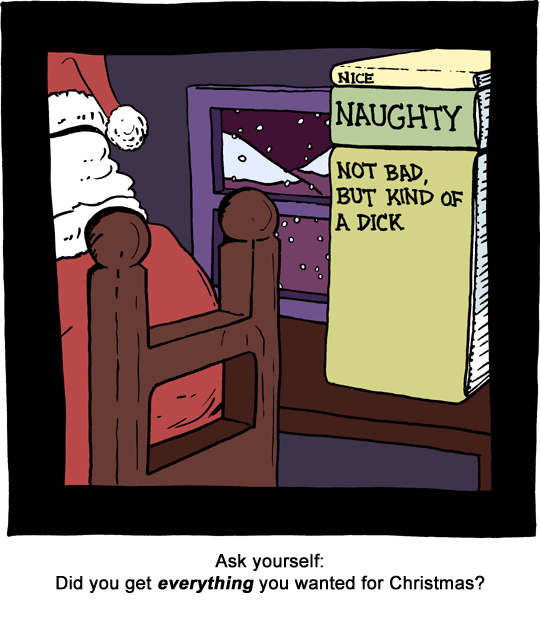 NICE
NAUGHTY
NOT BAD,
BUT KIND OF
A DICK
Ask yourself:
Did you get everything you wanted for Christmas?